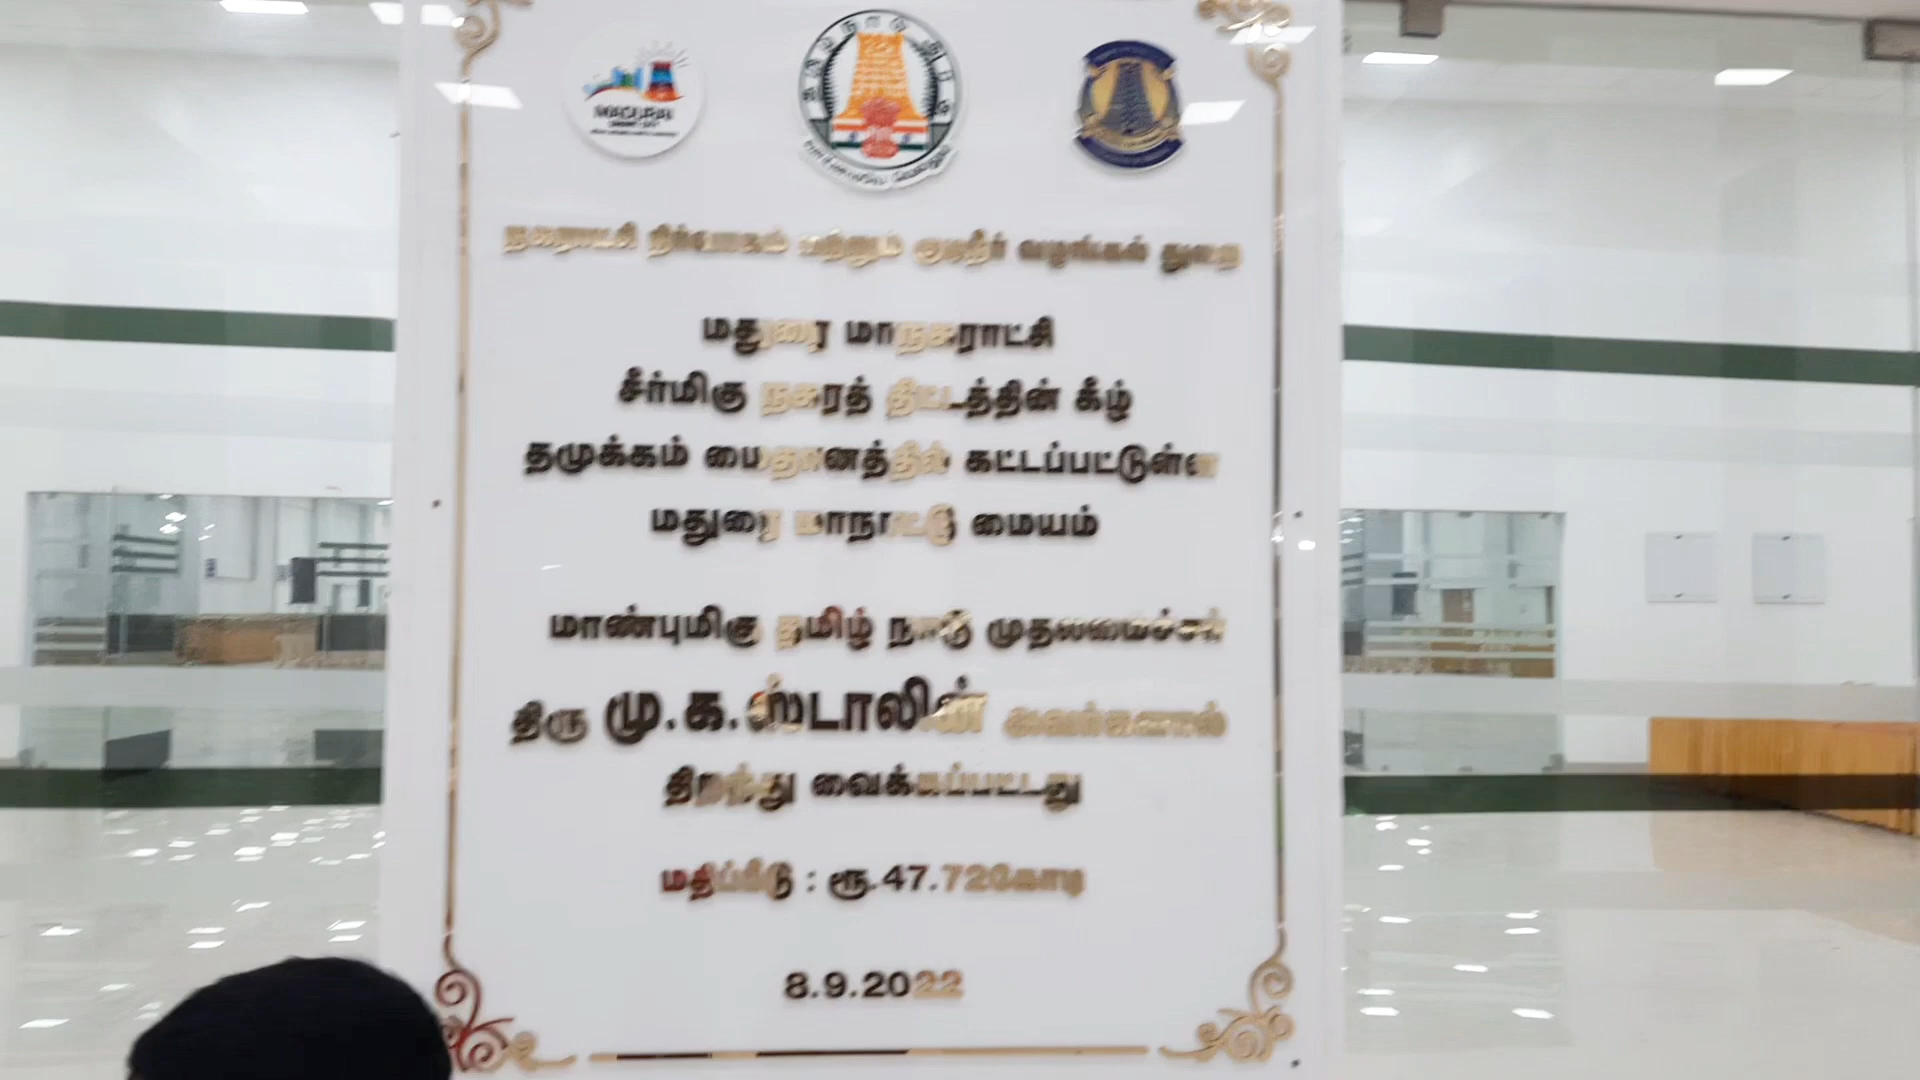 MADURAI
நகராட்சி நிர்வாகம் மற்றும் குடிநீர் வழங்கல் துறை
மதுரை மாநகராட்சி
சீர்மிகு நகரத் திட்டத்தின் கீழ்
தமுக்கம் மைதானத்தில் கட்டப்பட்டுள்ள
மதுரை மாநாட்டு மையம்
மாண்புமிகு தமிழ் நாடு முதலமைச்சர்
திரு மு.க.ஸ்டாலின் அவர்களால்
திறந்து வைக்கப்பட்டது
மதிப்பீடு : ரூ.47.72கோடி
8.9.2022